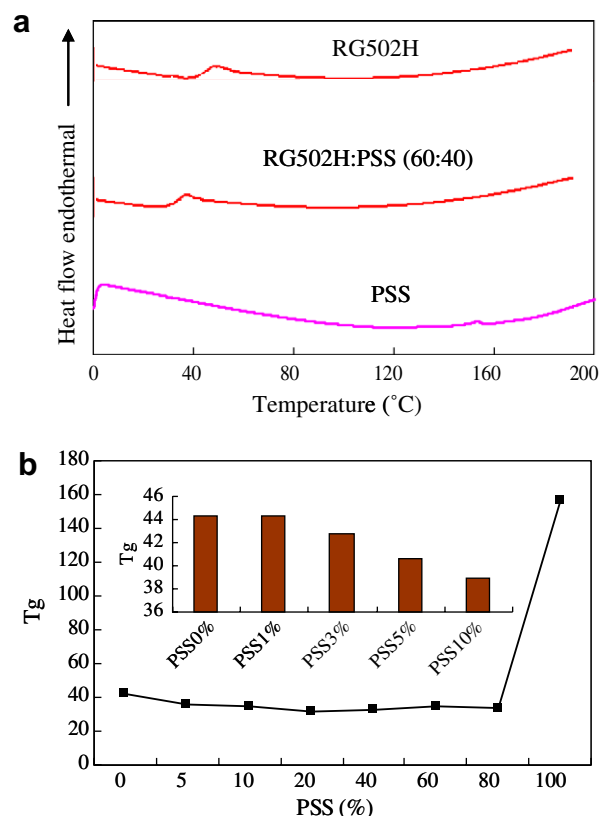 a
RG502H
RG502H:PSS (60:40)
PSS
Heat flow endothermal
0 40 80 120 160 200
Temperature (˚C)
b
180
160
140
120
100
80
60
40
20
0
Tg
46
44
42
40
38
36
Tg
PSS0% PSS1% PSS3% PSS5% PSS10%
0 5 10 20 40 60 80 100
PSS (%)